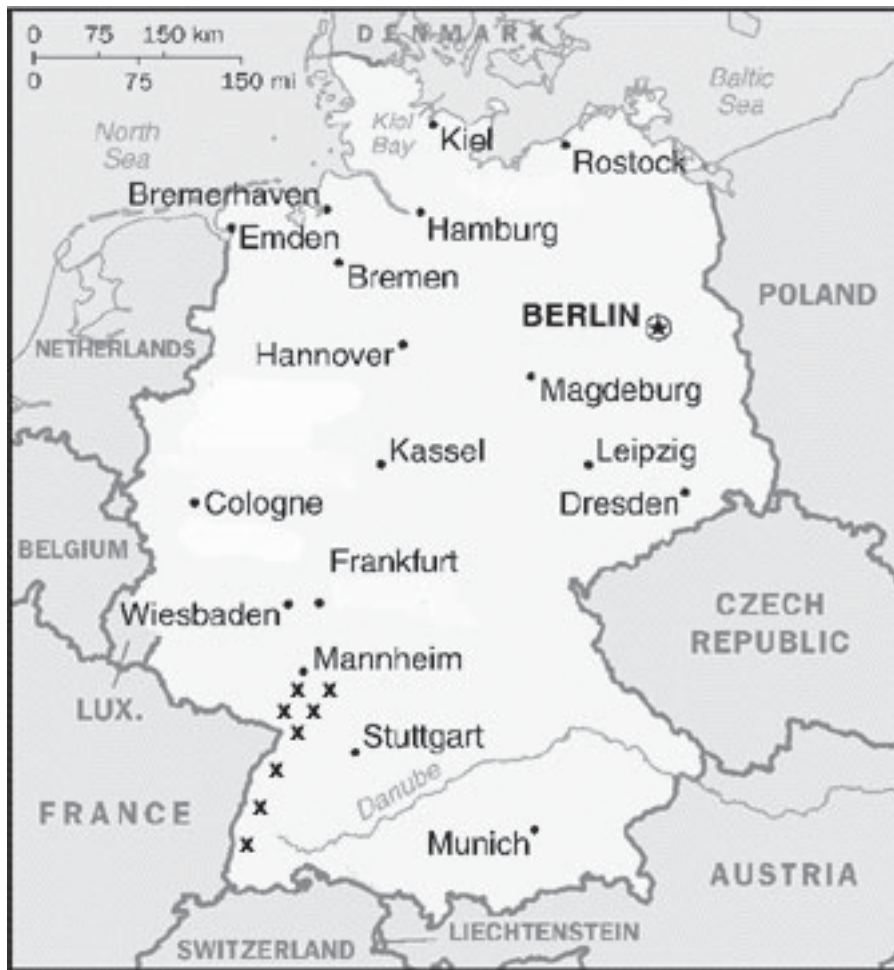 0 75 150 km
0 75 150 mi
DENMARK
North
Sea
Baltic
Sea
Kiel
Bay
Kiel
Rostock
Bremerhaven
Emden
Hamburg
Bremen
POLAND
BERLIN
NETHERLANDS
Hannover
Magdeburg
Kassel
Leipzig
Cologne
Dresden
BELGIUM
Frankfurt
Wiesbaden
CZECH
REPUBLIC
Mannheim
x x
LUX.
x x
x
Stuttgart
x
Danube
FRANCE
x
x
Munich
AUSTRIA
SWITZERLAND
LIECHTENSTEIN